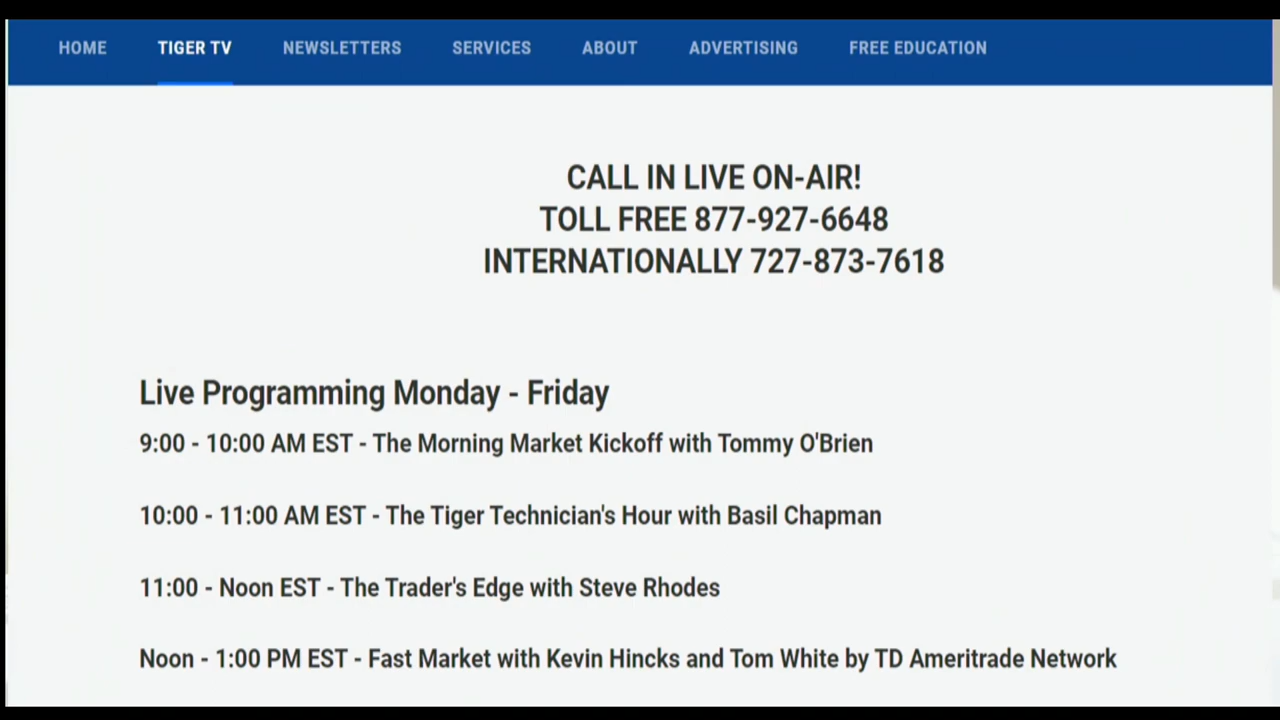 HOME TIGER TV NEWSLETTERS SERVICES ABOUT ADVERTISING FREE EDUCATION
CALL IN LIVE ON-AIR!
TOLL FREE 877-927-6648
INTERNATIONALLY 727-873-7618
Live Programming Monday - Friday
9:00 - 10:00 AM EST - The Morning Market Kickoff with Tommy O'Brien
10:00 - 11:00 AM EST - The Tiger Technician's Hour with Basil Chapman
11:00 - Noon EST - The Trader's Edge with Steve Rhodes
Noon - 1:00 PM EST - Fast Market with Kevin Hincks and Tom White by TD Ameritrade Network